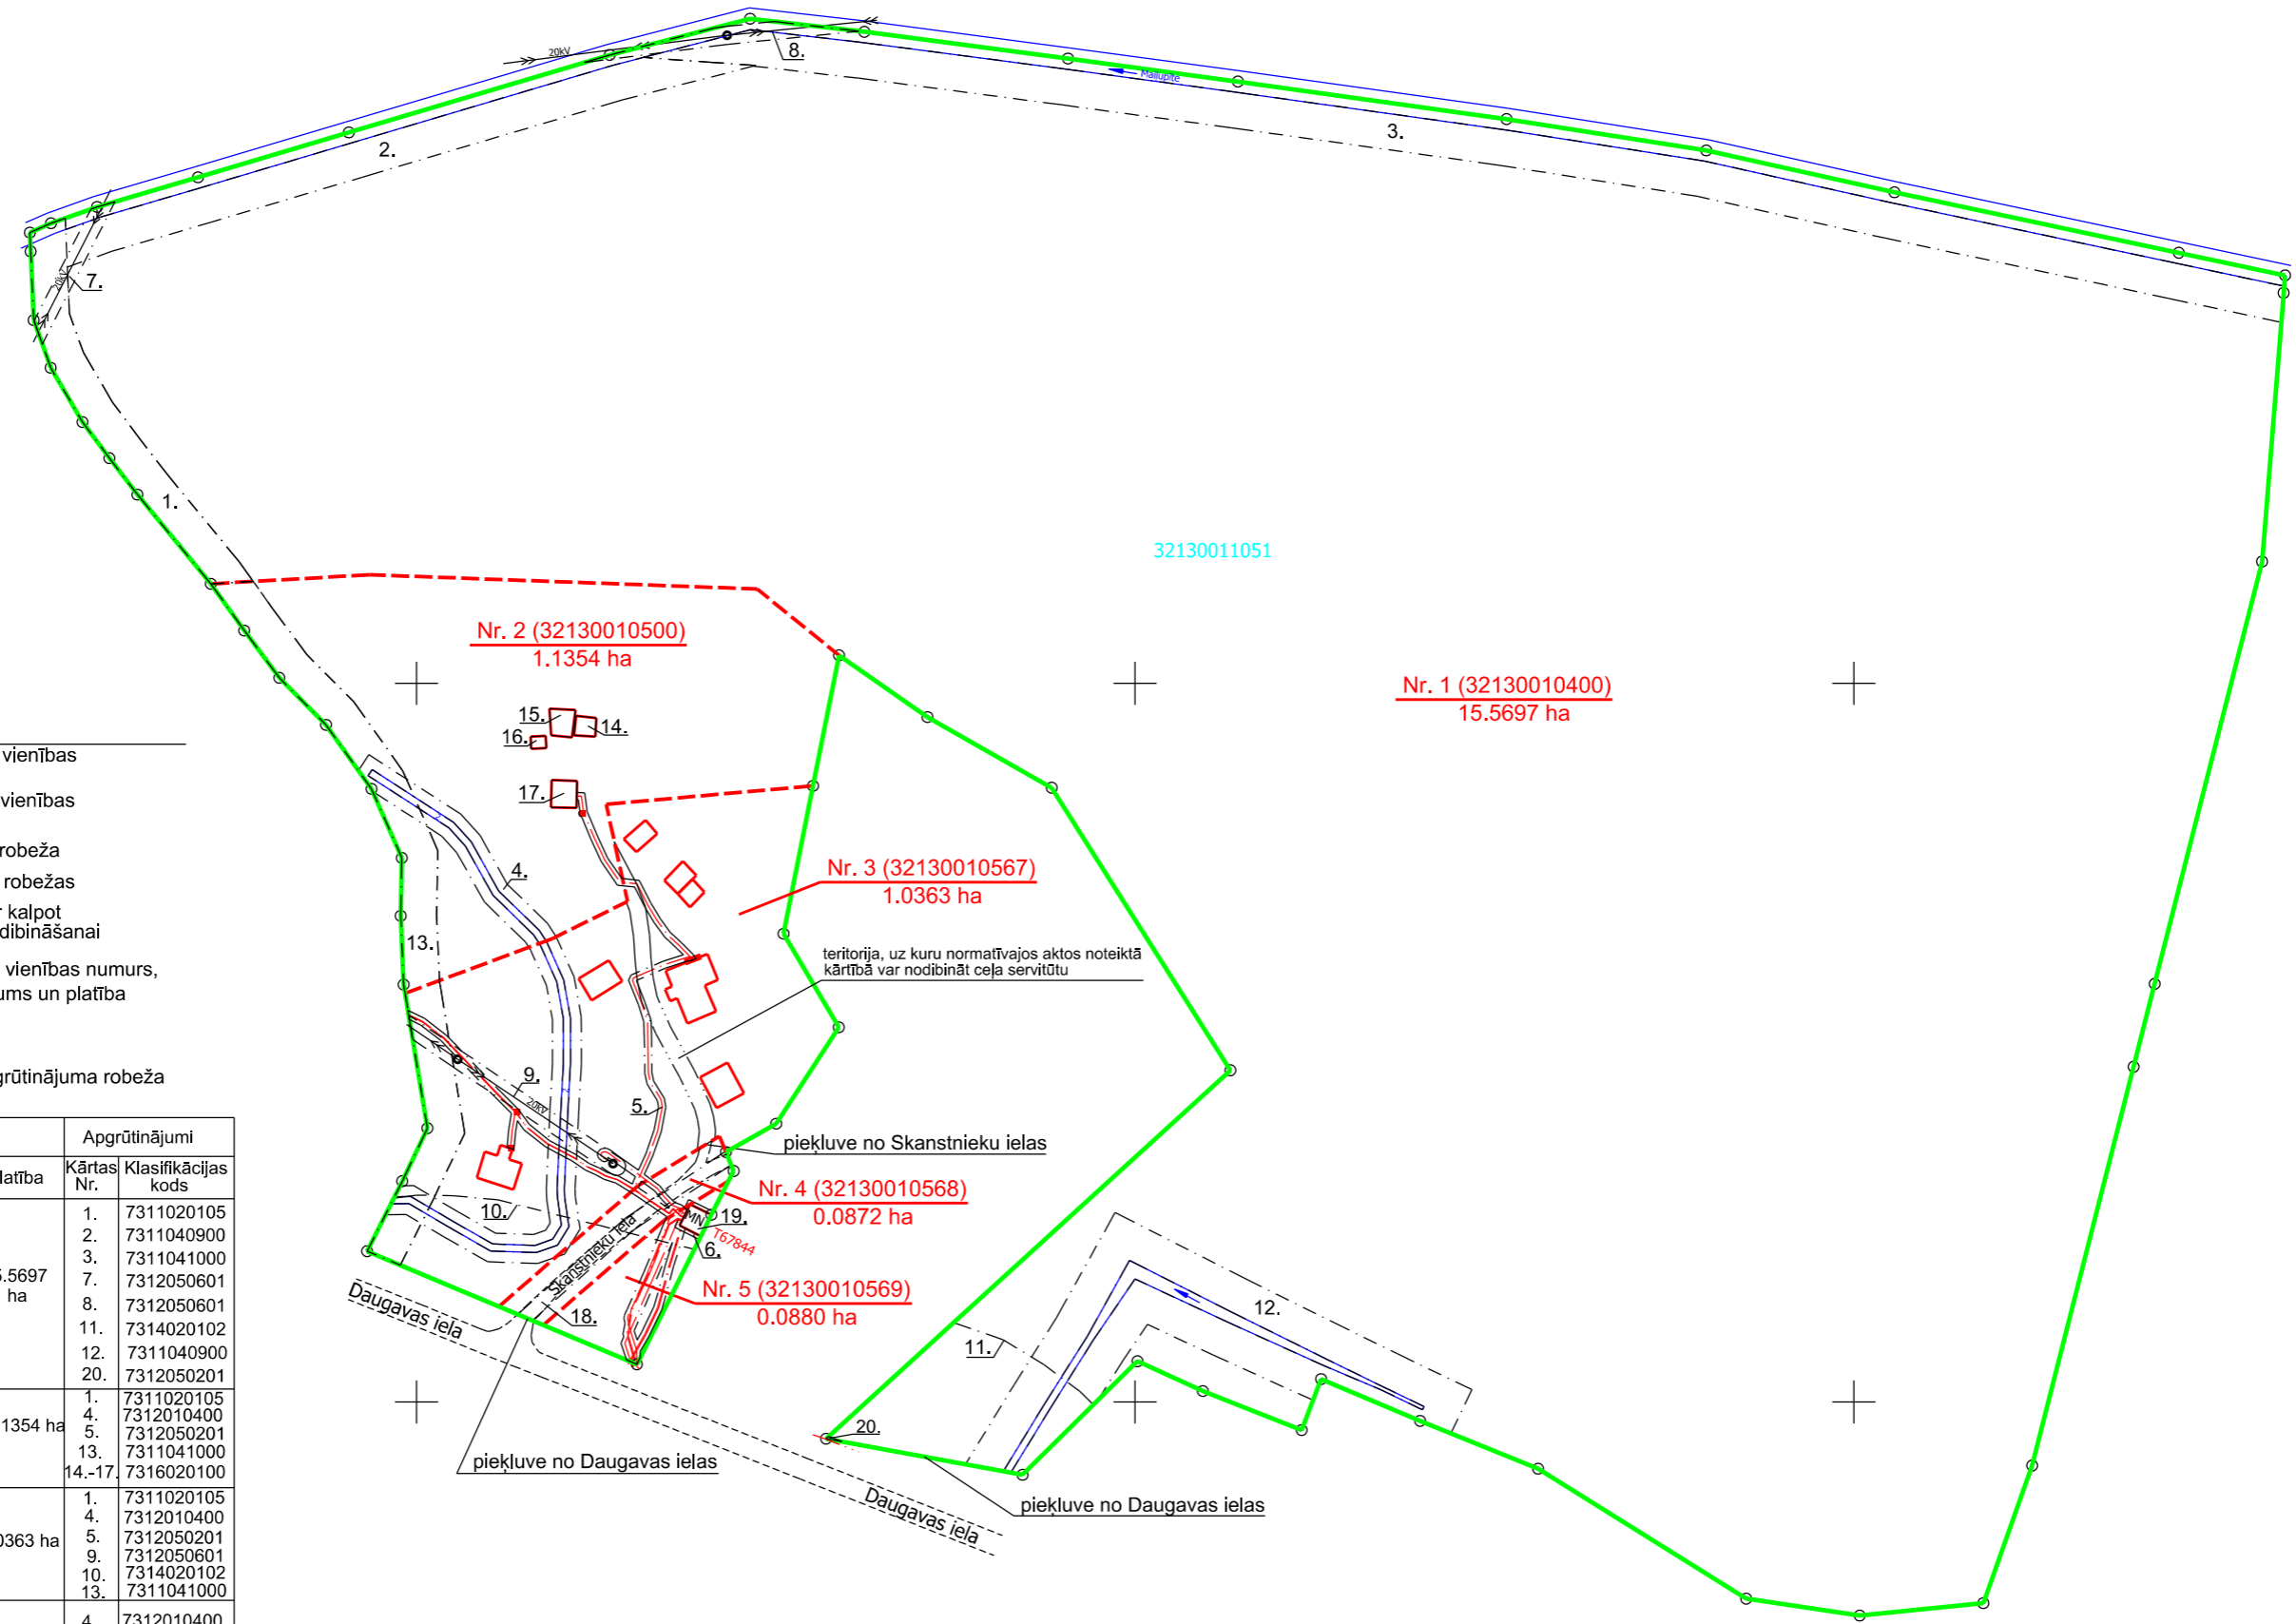 20kV
8.
Maļupīte
2.
3.
20kV
7.
1.
32130011051
Nr. 2 (32130010500)
1.1354 ha
Nr. 1 (32130010400)
15.5697 ha
15.
14.
16.
17.
vienības
vienības
robeža
robežas
kalpot
dibināšanai
vienības numurs,
ums un platība
grūtinājuma robeža
4.
Nr. 3 (32130010567)
1.0363 ha
13.
teritorija, uz kuru normatīvajos aktos noteiktā
kārtībā var nodibināt ceļa servitūtu
9.
20kV
5.
piekļuve no Skanstnieku ielas
Nr. 4 (32130010568)
0.0872 ha
10.
19.
MN
T67844
6.
Skanstnieku iela
Nr. 5 (32130010569)
0.0880 ha
18.
Daugavas iela
12.
11.
20.
piekļuve no Daugavas ielas
Daugavas iela
piekļuve no Daugavas ielas
Apgrūtinājumi
latība Kārtas Nr. Klasifikācijas kods
1. 7311020105
2. 7311040900
3. 7311041000
5.5697 ha
7. 7312050601
8. 7312050601
11. 7314020102
12. 7311040900
20. 7312050201
1. 7311020105
4. 7312010400
1354 ha
5. 7312050201
13. 7311041000
14.-17. 7316020100
1. 7311020105
4. 7312010400
5. 7312050201
0363 ha
9. 7312050601
10. 7314020102
13. 7311041000
4. 7312010400